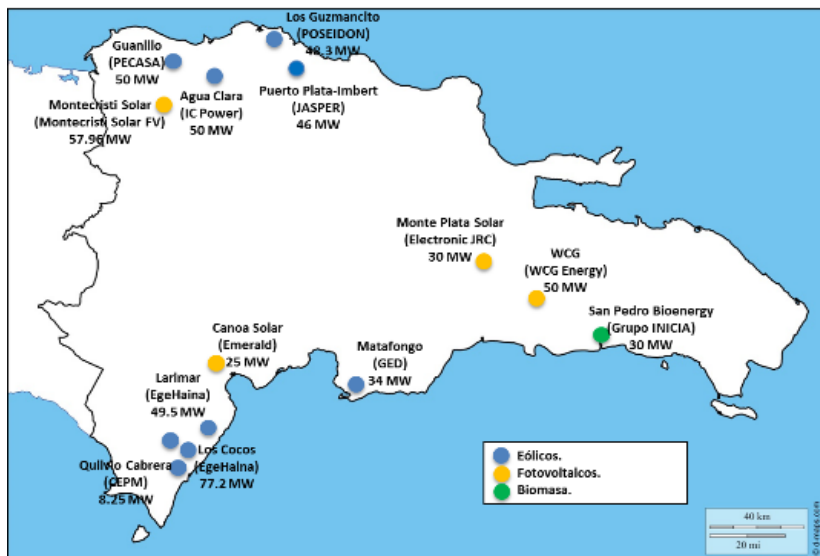 Los Guzmancito
(POSEIDON)
48.3 MW
Guanillo
(PECASA)
50 MW
Agua Clara
(IC Power)
50 MW
Puerto Plata-Imbert
(JASPER)
46 MW
Montecristi Solar
(Montecristi Solar FV)
57.96 MW
Monte Plata Solar
(Electronic JRC)
30 MW
WCG
(WCG Energy)
50 MW
San Pedro Bioenergy
(Grupo INICIA)
30 MW
Canoa Solar
(Emerald)
25 MW
Matafongo
(GED)
34 MW
Larimar
(EgeHaina)
49.5 MW
Los Cocos
(EgeHaina)
77.2 MW
Quilvio Cabrera
(CEPM)
8.25 MW
Eólicos.
Fotovoltaicos.
Biomasa.
40 km
20 mi
© d-maps.com